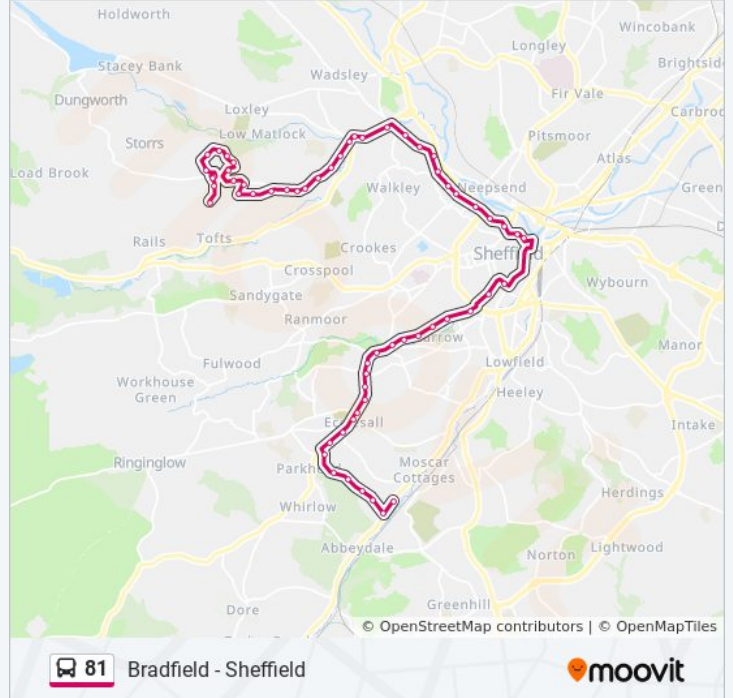 Holdworth
Wincobank
Longley
Stacey Bank
Brightside
Wadsley
Fir Vale
Dungworth
Loxley
Carbroo
Low Matlock
Pitsmoor
Storrs
Atlas
Load Brook
Walkley
Neepsend
Green
Rails
Tofts
Crookes
Sheffield
Crosspool
Wybourn
Sandygate
Ranmoor
arrow
Manor
Fulwood
Lowfield
Workhouse
Green
Heeley
Ecclesall
Intake
Ringinglow
Parkhead
Moscar
Cottages
Herdings
Whirlow
Abbeydale
Norton
Lightwood
Dore
Greenhill
© OpenStreetMap contributors | © OpenMapTiles
81 Bradfield - Sheffield
moovit